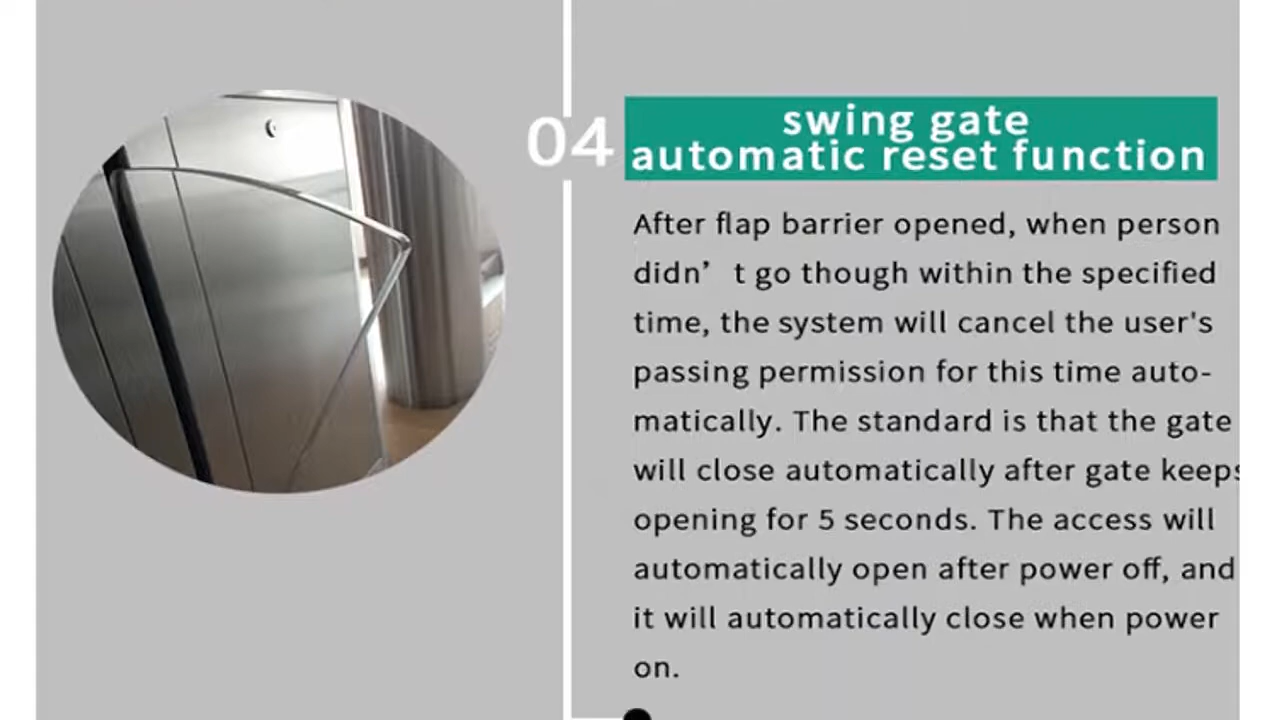 04
swing gate
automatic reset function
After flap barrier opened, when person
didn’ t go though within the specified
time, the system will cancel the user's
passing permission for this time auto-
matically. The standard is that the gate
will close automatically after gate keeps
opening for 5 seconds. The access will
automatically open after power off, and
it will automatically close when power
on.